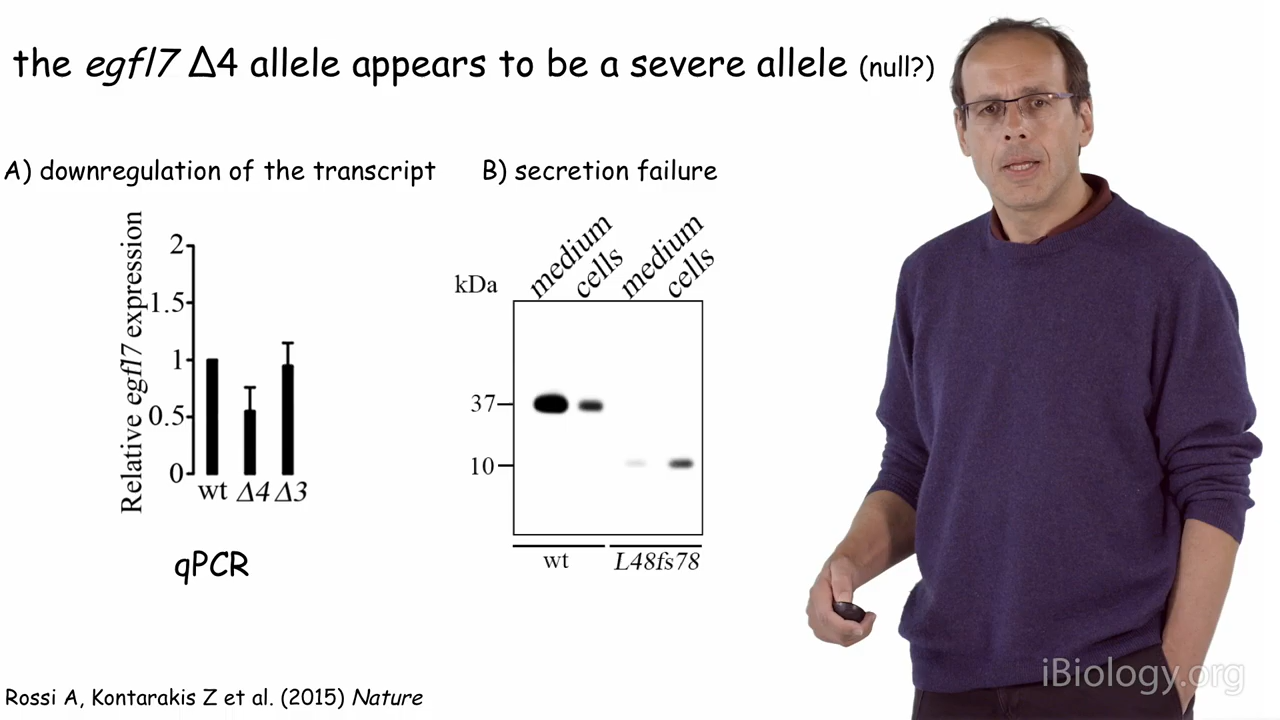 the egfl7 Δ4 allele appears to be a severe allele (null?)
A) downregulation of the transcript
B) secretion failure
Relative egfl7 expression
2
1.5
1
0.5
0
wt Δ4 Δ3
qPCR
kDa
medium
cells
medium
cells
37
10
wt
L48fs78
Rossi A, Kontarakis Z et al. (2015) Nature
iBiology.org